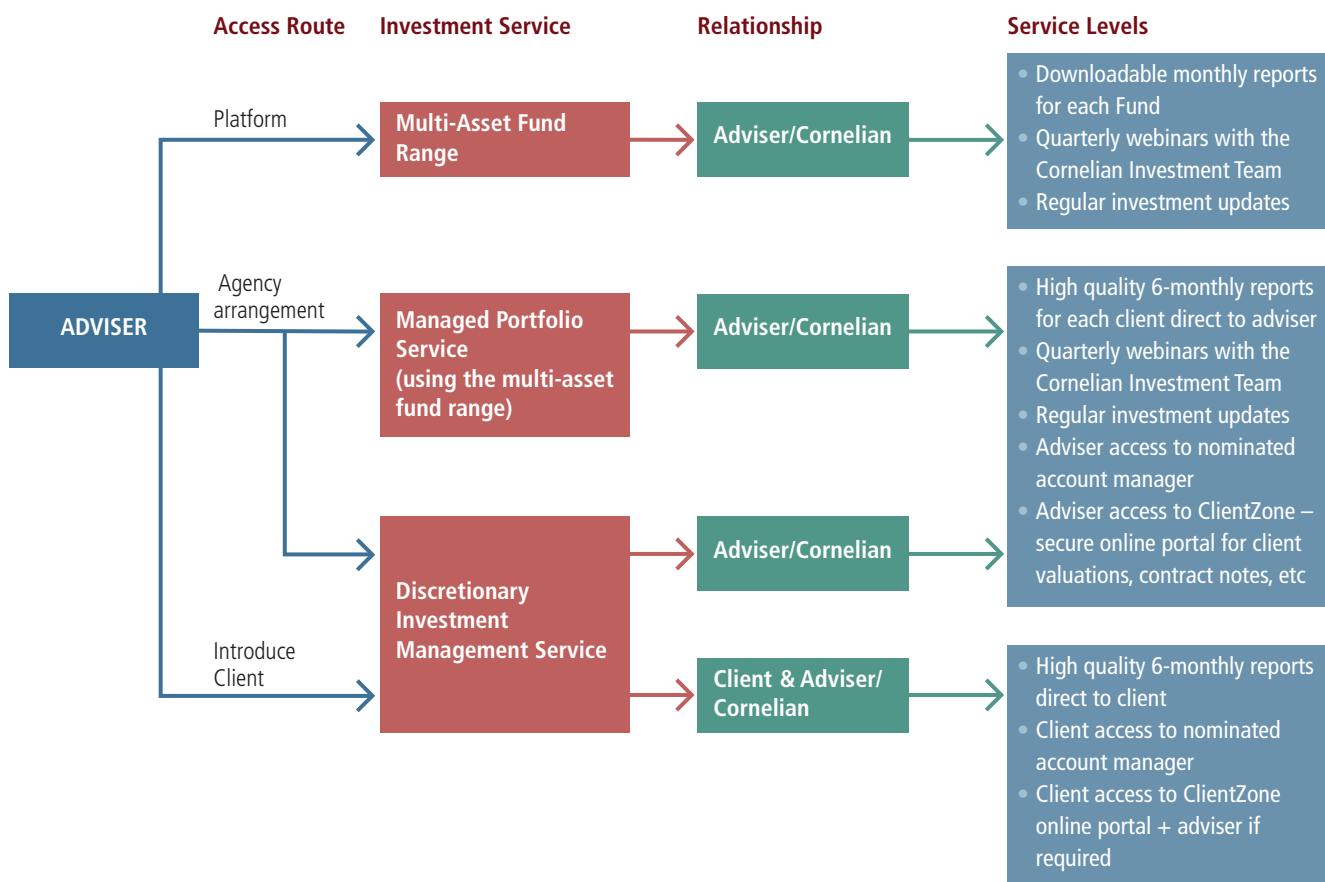 Access Route
Investment Service
Relationship
Service Levels
Platform
Multi-Asset Fund
Range
Adviser/Cornelian
• Downloadable monthly reports
for each Fund
• Quarterly webinars with the
Cornelian Investment Team
• Regular investment updates
ADVISER
Agency
arrangement
Managed Portfolio
Service
(using the multi-asset
fund range)
Adviser/Cornelian
• High quality 6-monthly reports
for each client direct to adviser
• Quarterly webinars with the
Cornelian Investment Team
• Regular investment updates
• Adviser access to nominated
account manager
• Adviser access to ClientZone –
secure online portal for client
valuations, contract notes, etc
Discretionary
Investment
Management Service
Adviser/Cornelian
Introduce
Client
Client & Adviser/
Cornelian
• High quality 6-monthly reports
direct to client
• Client access to nominated
account manager
• Client access to ClientZone
online portal + adviser if
required